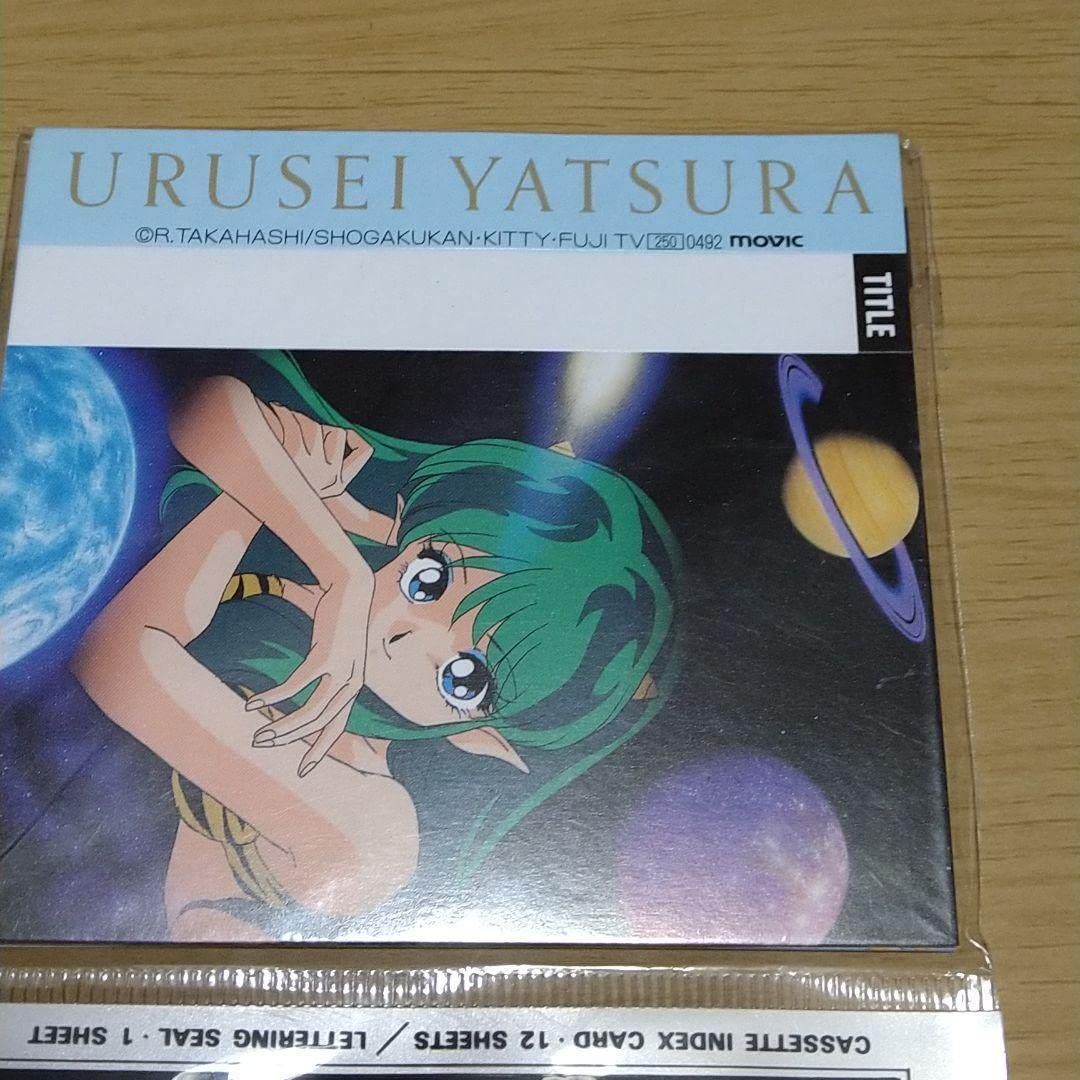 URUSEI YATSURA
©R.TAKAHASHI/SHOGAKUKAN·KITTY·FUJI TV 250 0492 movic
TITLE
CASSETTE INDEX CARD · 12 SHEETS / LETTERING SEAL · 1 SHEET